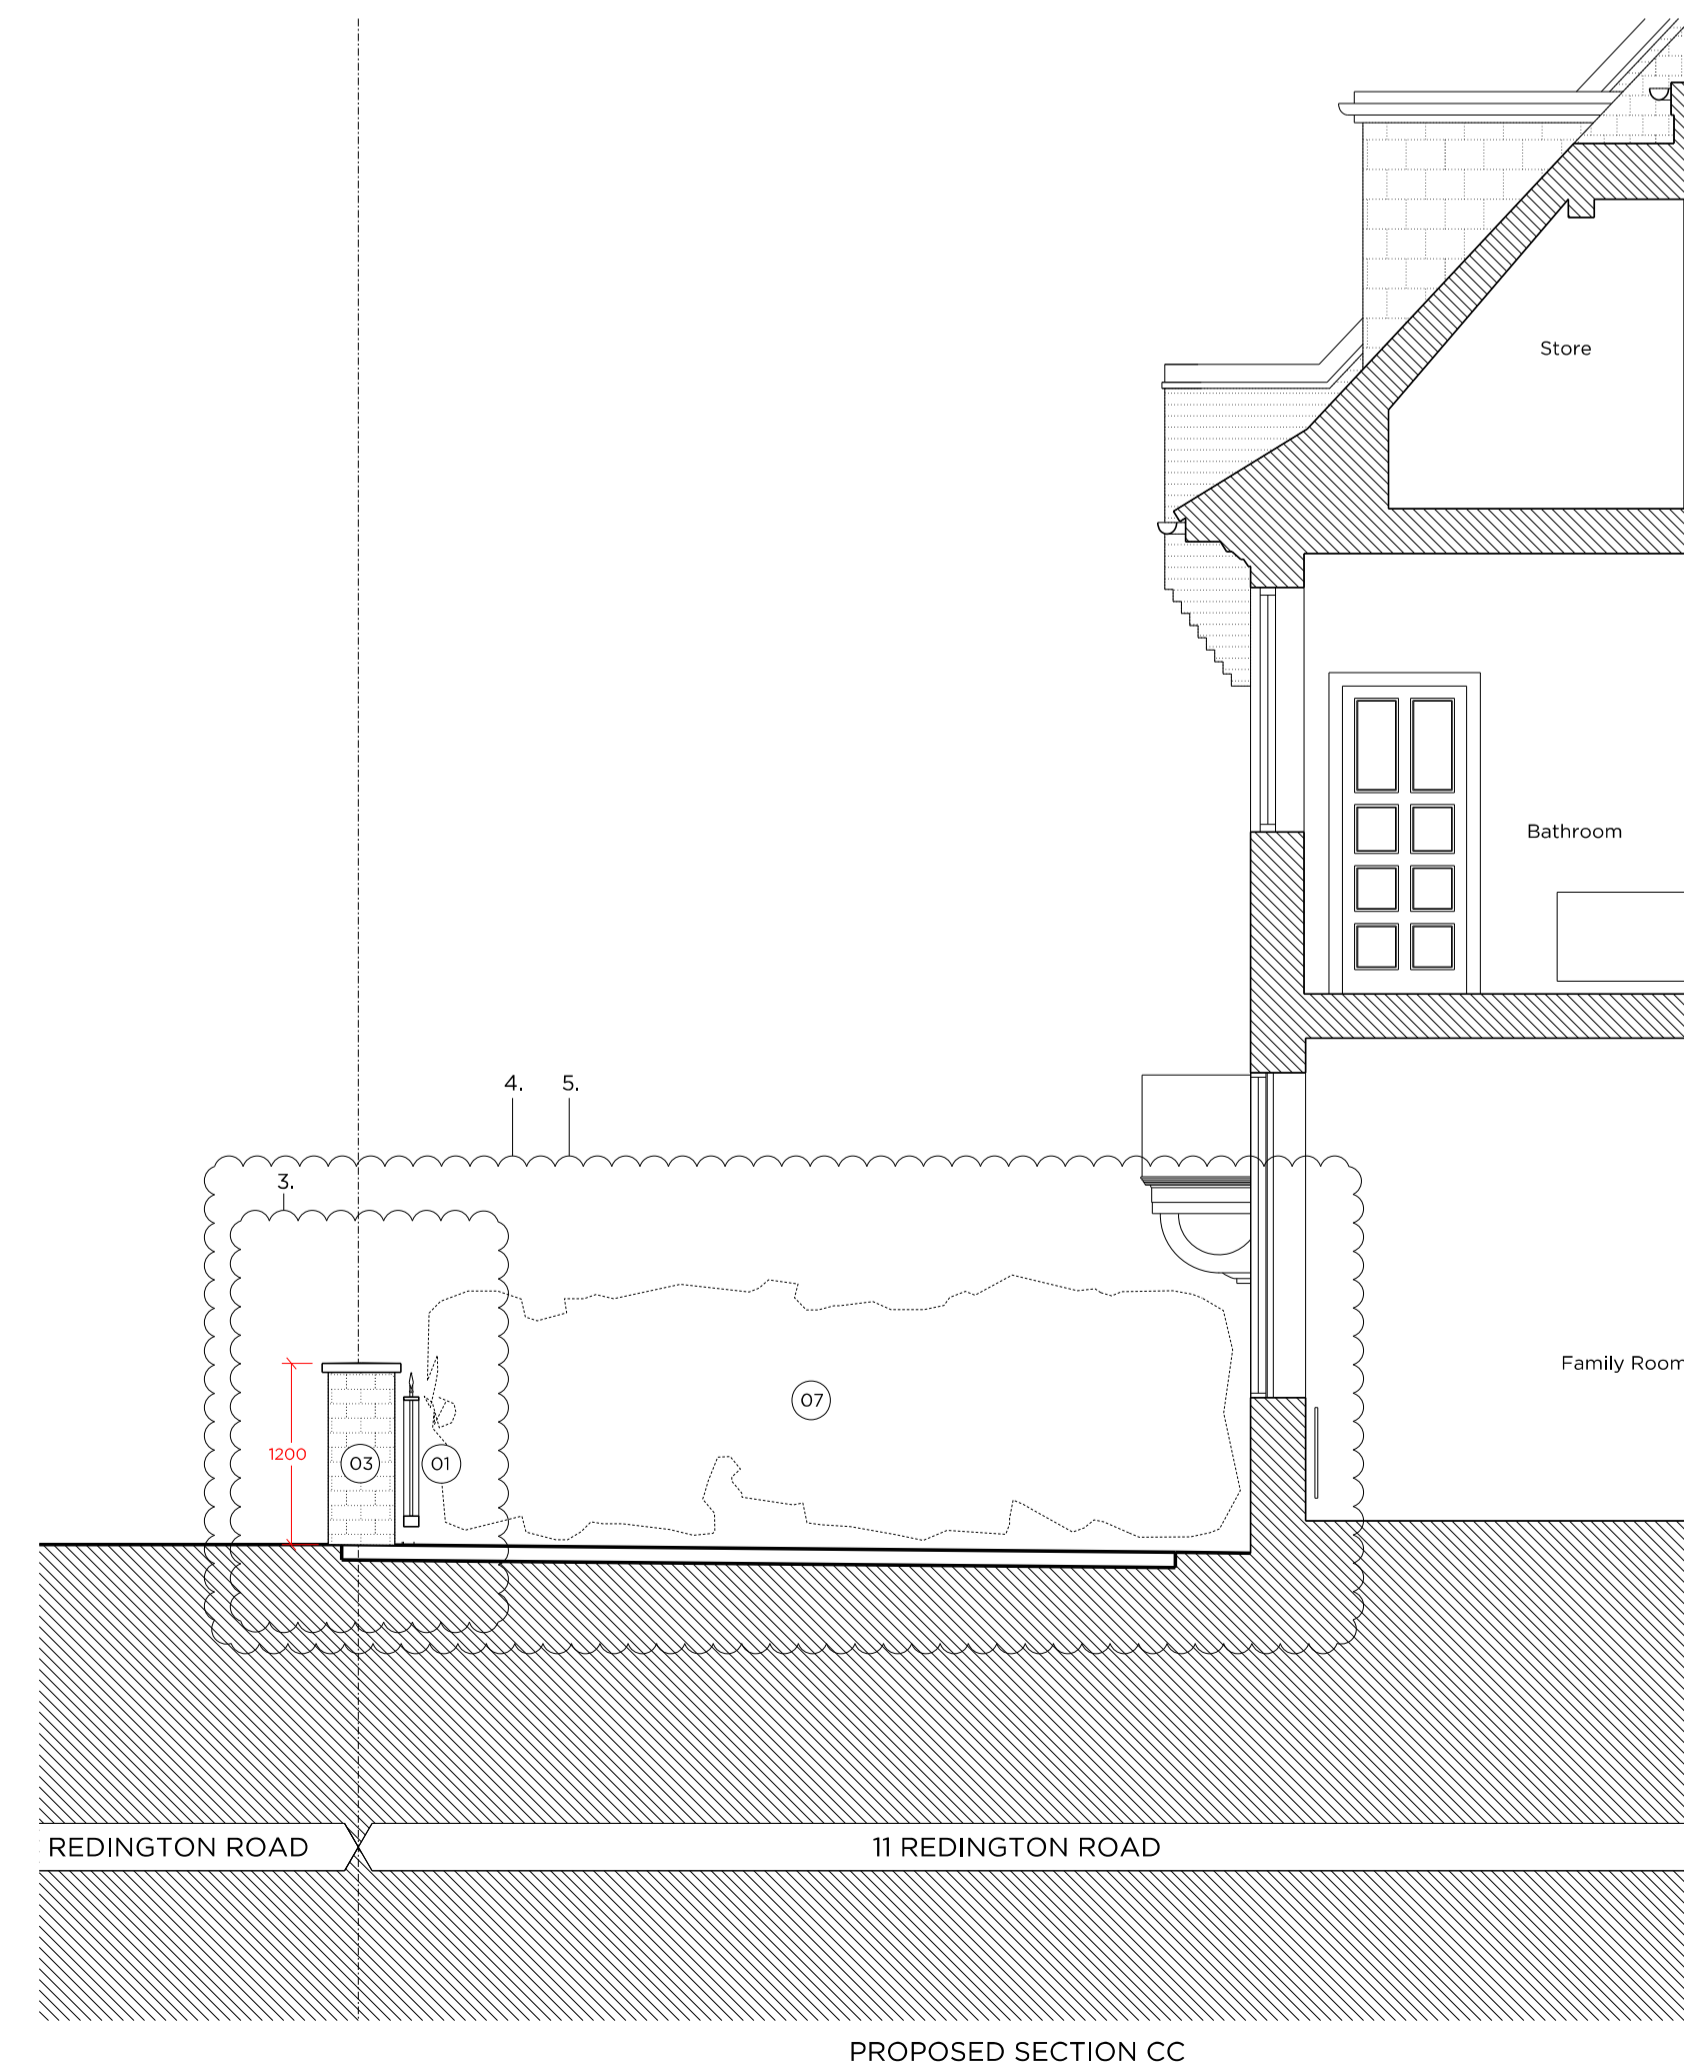 Store
Bathroom
4. 5.
3.
Family Room
07
1200
03
01
REDINGTON ROAD
11 REDINGTON ROAD
PROPOSED SECTION CC